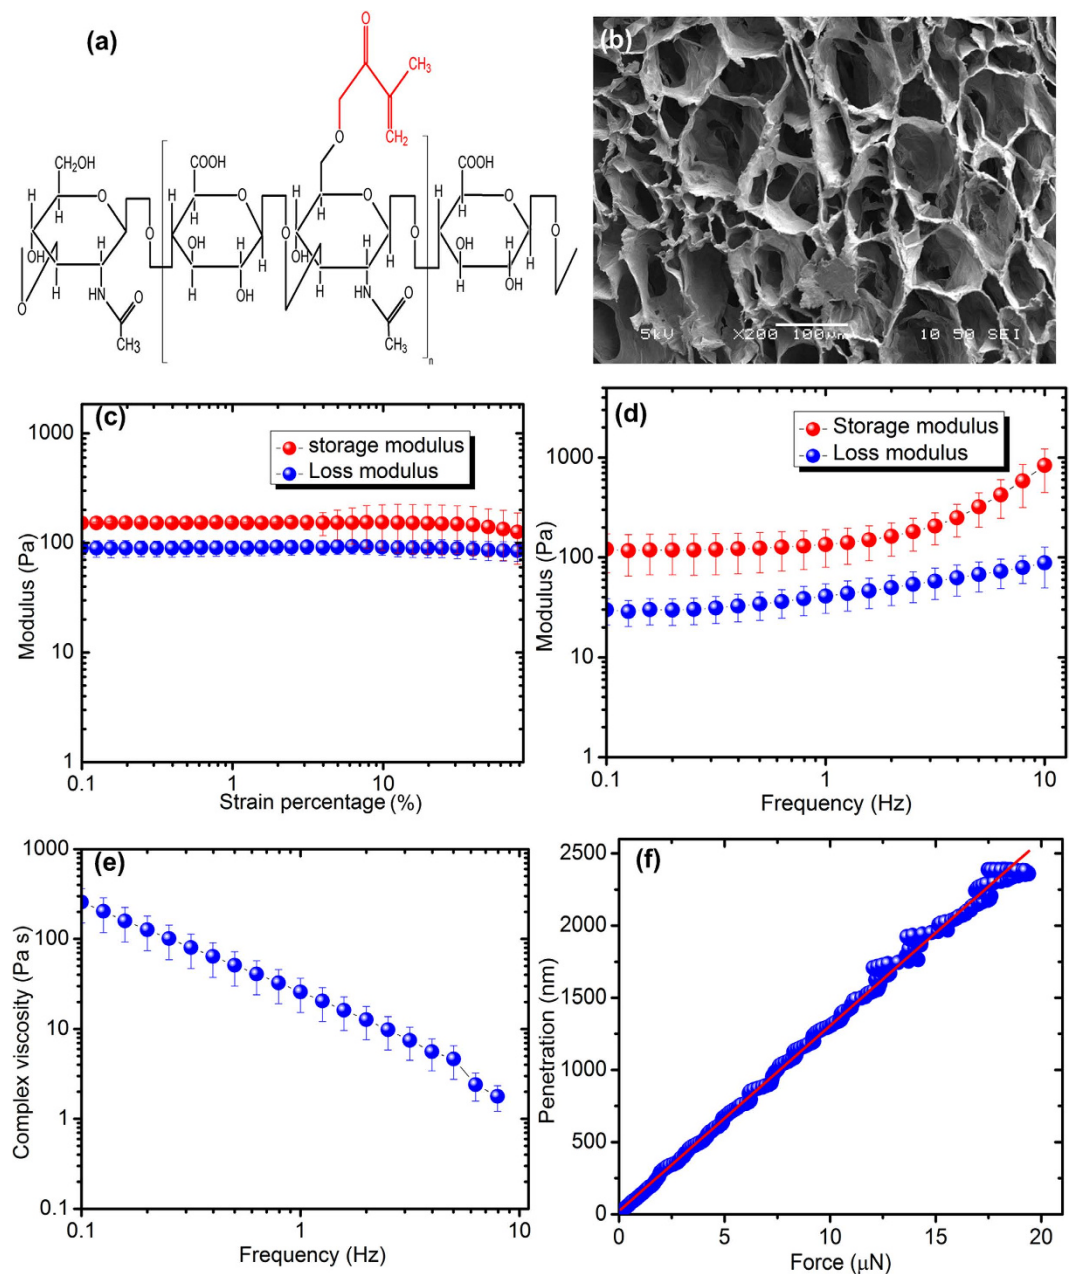 (a)
O
CH₃
O
CH₂
CH₂OH
COOH
COOH
H
O
H
O
H
O
H
O
H
H
H
H
O
OH
H
OH
H
O
OH
H
O
OH
H
O
O
H
H
H
OH
H
H
H
OH
H
HN
O
HN
O
CH₃
CH₃
n
(b)
5kV X200 100µm 10 50 SEI
(c)
storage modulus
Loss modulus
Modulus (Pa)
1000
100
10
1
0.1
1
10
Strain percentage (%)
(d)
Storage modulus
Loss modulus
Modulus (Pa)
1000
100
10
1
0.1
1
10
Frequency (Hz)
(e)
Complex viscosity (Pa s)
1000
100
10
1
0.1
0.1
1
10
Frequency (Hz)
(f)
Penetration (nm)
2500
2000
1500
1000
500
0
0
5
10
15
20
Force (µN)